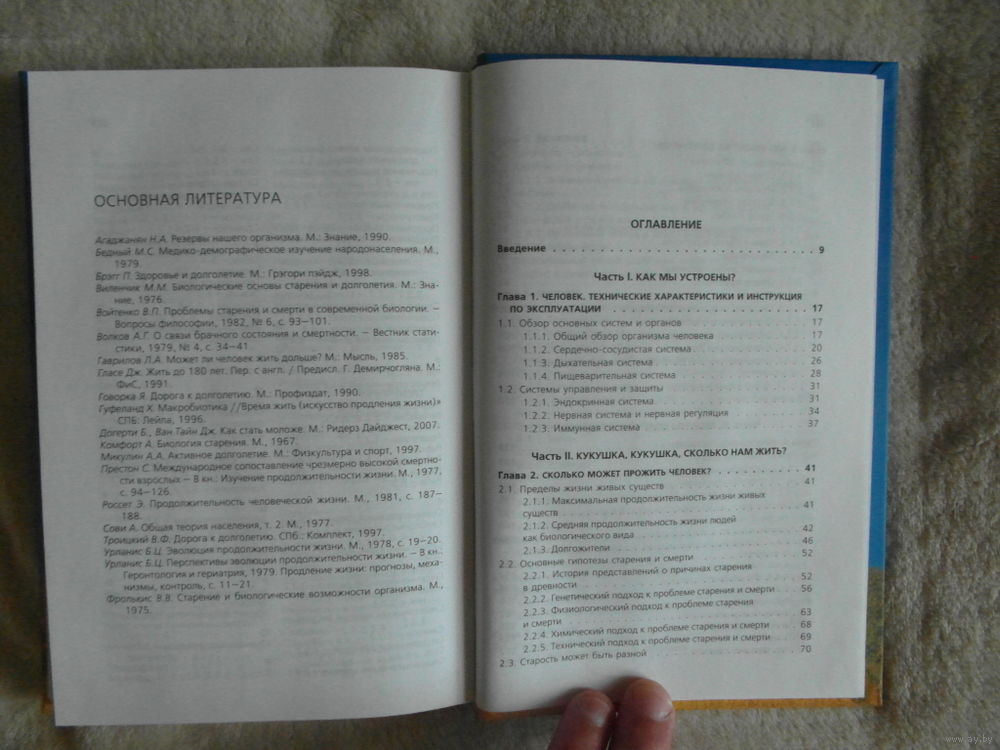 ОСНОВНАЯ ЛИТЕРАТУРА
Агаджанян Н.А. Резервы нашего организма. М.: Знание, 1990.
Бедный М.С. Медико-демографическое изучение народонаселения. М.,
1979.
Брэгг П. Здоровье и долголетие. М.: Грэгори пэйдж, 1998.
Виленчик М.М. Биологические основы старения и долголетия. М.: Зна-
ние, 1976.
Войтенко В.П. Проблемы старения и смерти в современной биологии. –
Вопросы философии, 1982, № 6, с. 93–101.
Волков А.Г. О связи брачного состояния и смертности. – Вестник стати-
стики, 1979, № 4, с. 34–41.
Гаврилов Л.А. Может ли человек жить дольше? М.: Мысль, 1985.
Гласе Дж. Жить до 180 лет. Пер. с англ. / Предисл. Г. Демирчогляна. М.:
ФиС, 1991.
Говорка Я. Дорога к долголетию. М.: Профиздат, 1990.
Гуфеланд Х. Макробиотика //Время жить (искусство продления жизни)»
СПБ: Лейла, 1996.
Догерти Б., Ван Тайн Дж. Как стать моложе. М.: Ридерз Дайджест, 2007.
Комфорт А. Биология старения. М., 1967.
Микулин А.А. Активное долголетие. М.: Физкультура и спорт, 1997.
Престон С. Международное сопоставление чрезмерно высокой смертно-
сти взрослых – В кн.: Изучение продолжительности жизни. М., 1977,
с. 94–126.
Россет Э. Продолжительность человеческой жизни. М., 1981, с. 187–
188.
Сови А. Общая теория населения, т. 2. М., 1977.
Троицкий В.Ф. Дорога к долголетию. СПб.: Комплект, 1997.
Урланис Б.Ц. Эволюция продолжительности жизни. М., 1978, с. 19–20.
Урланис Б.Ц. Перспективы эволюции продолжительности жизни. – В кн.:
Геронтология и гериатрия, 1979. Продление жизни: прогнозы, меха-
низмы, контроль, с. 11–21.
Фролькис В.В. Старение и биологические возможности организма. М.,
1975.
ОГЛАВЛЕНИЕ
Введение . . . . . . . . . . 9
Часть I. КАК МЫ УСТРОЕНЫ?
Глава 1. ЧЕЛОВЕК. ТЕХНИЧЕСКИЕ ХАРАКТЕРИСТИКИ И ИНСТРУКЦИЯ
ПО ЭКСПЛУАТАЦИИ . . . . . . . . . . 17
1.1. Обзор основных систем и органов . . . . . . . . . . 17
1.1.1. Общий обзор организма человека . . . . . . . . . . 17
1.1.2. Сердечно-сосудистая система . . . . . . . . . . 20
1.1.3. Дыхательная система . . . . . . . . . . 26
1.1.4. Пищеварительная система . . . . . . . . . . 28
1.2. Системы управления и защиты . . . . . . . . . . 31
1.2.1. Эндокринная система . . . . . . . . . . 31
1.2.2. Нервная система и нервная регуляция . . . . . . . . . . 34
1.2.3. Иммунная система . . . . . . . . . . 37
Часть II. КУКУШКА, КУКУШКА, СКОЛЬКО НАМ ЖИТЬ?
Глава 2. СКОЛЬКО МОЖЕТ ПРОЖИТЬ ЧЕЛОВЕК? . . . . . . . . . . 41
2.1. Пределы жизни живых существ . . . . . . . . . . 41
2.1.1. Максимальная продолжительность жизни живых
существ . . . . . . . . . . 41
2.1.2. Средняя продолжительность жизни людей
как биологического вида . . . . . . . . . . 42
2.1.3. Долгожители . . . . . . . . . . 46
2.2. Основные гипотезы старения и смерти . . . . . . . . . . 52
2.2.1. История представлений о причинах старения
в древности . . . . . . . . . . 52
2.2.2. Генетический подход к проблеме старения и смерти . . . . 56
2.2.3. Физиологический подход к проблеме старения
и смерти . . . . . . . . . . 63
2.2.4. Химический подход к проблеме старения и смерти . . . . 68
2.2.5. Технический подход к проблеме старения и смерти . . . . 69
2.3. Старость может быть разной . . . . . . . . . . 70
www.ay.by